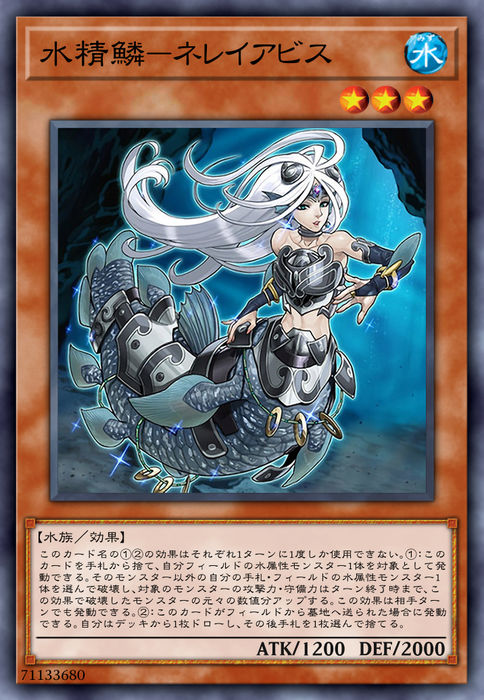 水精鱗－ネレイアビス
みず
水
【水族／効果】
このカード名の①②の効果はそれぞれ1ターンに1度しか使用できない。①：この
カードを手札から捨て、自分フィールドの水属性モンスター1体を対象として発
動できる。そのモンスター以外の自分の手札・フィールドの水属性モンスター1
体を選んで破壊し、対象のモンスターの攻撃力・守備力はターン終了時まで、こ
の効果で破壊したモンスターの元々の数値分アップする。この効果は相手ター
ンでも発動できる。②：このカードがフィールドから墓地へ送られた場合に発動
できる。自分はデッキから1枚ドローし、その後手札を1枚選んで捨てる。
ATK/1200 DEF/2000
71133680